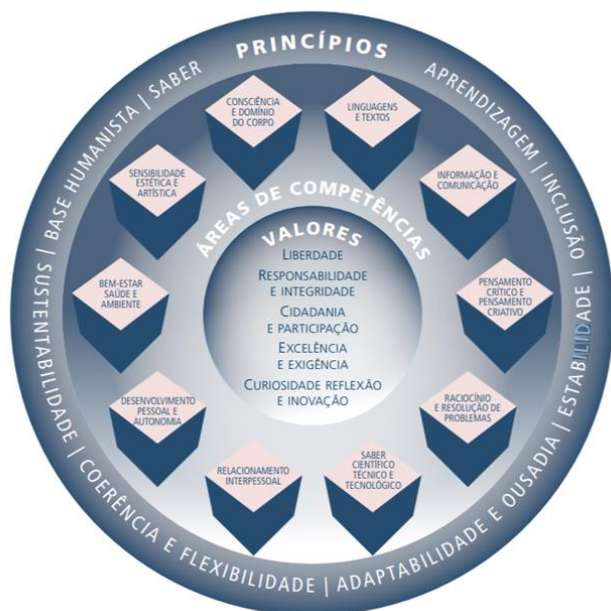 PRINCÍPIOS
BASE HUMANISTA | SABER
APRENDIZAGEM | INCLUSÃO |
ESTABILIDADE |
ADAPTABILIDADE E OUSADIA |
COERÊNCIA E FLEXIBILIDADE |
SUSTENTABILIDADE |
ÁREAS DE COMPETÊNCIAS
CONSCIÊNCIA
E DOMÍNIO
DO CORPO
LINGUAGENS
E TEXTOS
INFORMAÇÃO E
COMUNICAÇÃO
PENSAMENTO
CRÍTICO E
PENSAMENTO
CRIATIVO
RACIOCÍNIO
E RESOLUÇÃO DE
PROBLEMAS
SABER
CIENTÍFICO
TÉCNICO E
TECNOLÓGICO
RELACIONAMENTO
INTERPESSOAL
DESENVOLVIMENTO
PESSOAL E
AUTONOMIA
BEM-ESTAR
SAÚDE E
AMBIENTE
SENSIBILIDADE
ESTÉTICA E
ARTÍSTICA
VALORES
LIBERDADE
RESPONSABILIDADE
E INTEGRIDADE
CIDADANIA
E PARTICIPAÇÃO
EXCELÊNCIA
E EXIGÊNCIA
CURIOSIDADE REFLEXÃO
E INOVAÇÃO